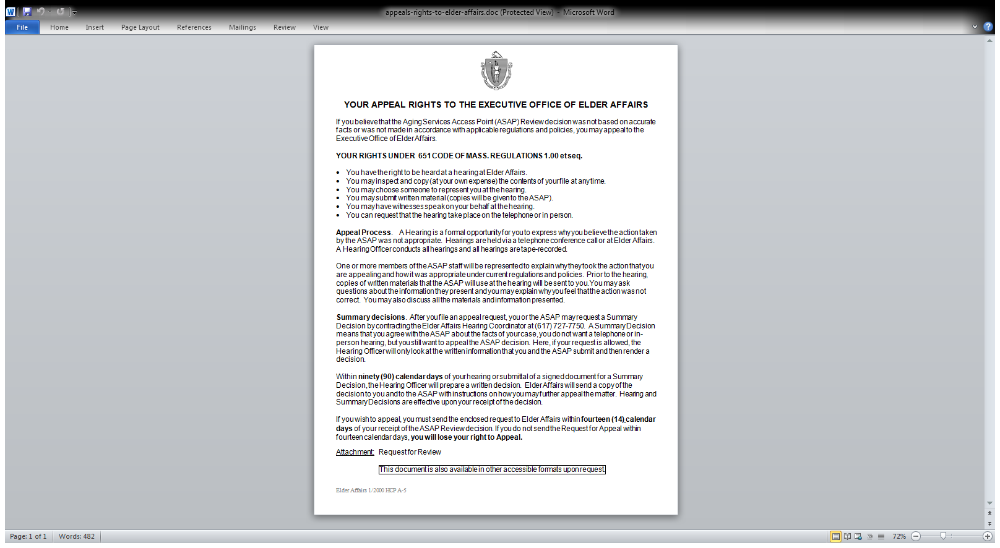 appeals-rights-to-elder-affairs.doc (Protected View) - Microsoft Word
File Home Insert Page Layout References Mailings Review View
YOUR APPEAL RIGHTS TO THE EXECUTIVE OFFICE OF ELDER AFFAIRS
If you believe that the Aging Services Access Point (ASAP) Review decision was not based on accurate
facts or was not made in accordance with applicable regulations and policies, you may appeal to the
Executive Office of Elder Affairs.
YOUR RIGHTS UNDER 651 CODE OF MASS. REGULATIONS 1.00 et seq.
• You have the right to be heard at a hearing at Elder Affairs.
• You may inspect and copy (at your own expense) the contents of your file at any time.
• You may choose someone to represent you at the hearing.
• You may submit written material (copies will be given to the ASAP).
• You may have witnesses speak on your behalf at the hearing.
• You can request that the hearing take place on the telephone or in person.
Appeal Process. A Hearing is a formal opportunity for you to express why you believe the action taken
by the ASAP was not appropriate. Hearings are held via a telephone conference call or at Elder Affairs.
A Hearing Officer conducts all hearings and all hearings are tape-recorded.
One or more members of the ASAP staff will be represented to explain why they took the action that you
are appealing and how it was appropriate under current regulations and policies. Prior to the hearing,
copies of written materials that the ASAP will use at the hearing will be sent to you. You may ask
questions about the information they present and you may explain why you feel that the action was not
correct. You may also discuss all the materials and information presented.
Summary decisions. After you file an appeal request, you or the ASAP may request a Summary
Decision by contracting the Elder Affairs Hearing Coordinator at (617) 727-7750. A Summary Decision
means that you agree with the ASAP about the facts of your case, you do not want a telephone or in-
person hearing, but you still want to appeal the ASAP decision. Here, if your request is allowed, the
Hearing Officer will only look at the written information that you and the ASAP submit and then render a
decision.
Within ninety (90) calendar days of your hearing or submittal of a signed document for a Summary
Decision, the Hearing Officer will prepare a written decision. Elder Affairs will send a copy of the
decision to you and to the ASAP with instructions on how you may further appeal the matter. Hearing and
Summary Decisions are effective upon your receipt of the decision.
If you wish to appeal, you must send the enclosed request to Elder Affairs within fourteen (14) calendar
days of your receipt of the ASAP Review decision. If you do not send the Request for Appeal within
fourteen calendar days, you will lose your right to Appeal.
Attachment: Request for Review
This document is also available in other accessible formats upon request.
Elder Affairs 1/2000 HCP A-5
Page: 1 of 1 Words: 482 72%